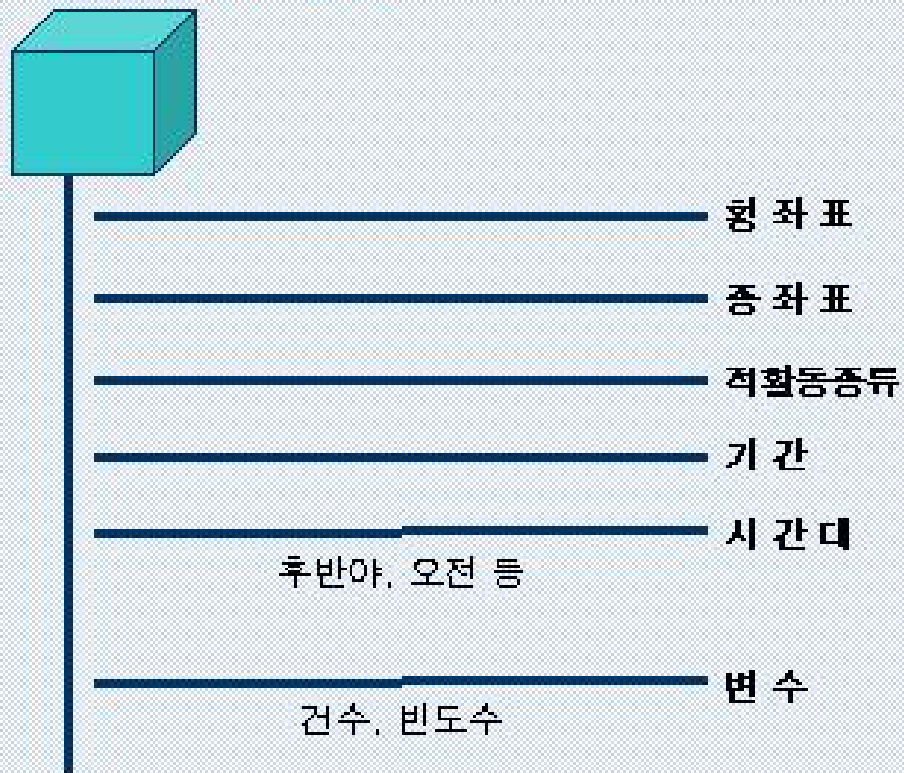 횡 좌 표
종 좌 표
적활동종류
기 간
시 간 대
후반야, 오전 등
변 수
건수, 빈도수